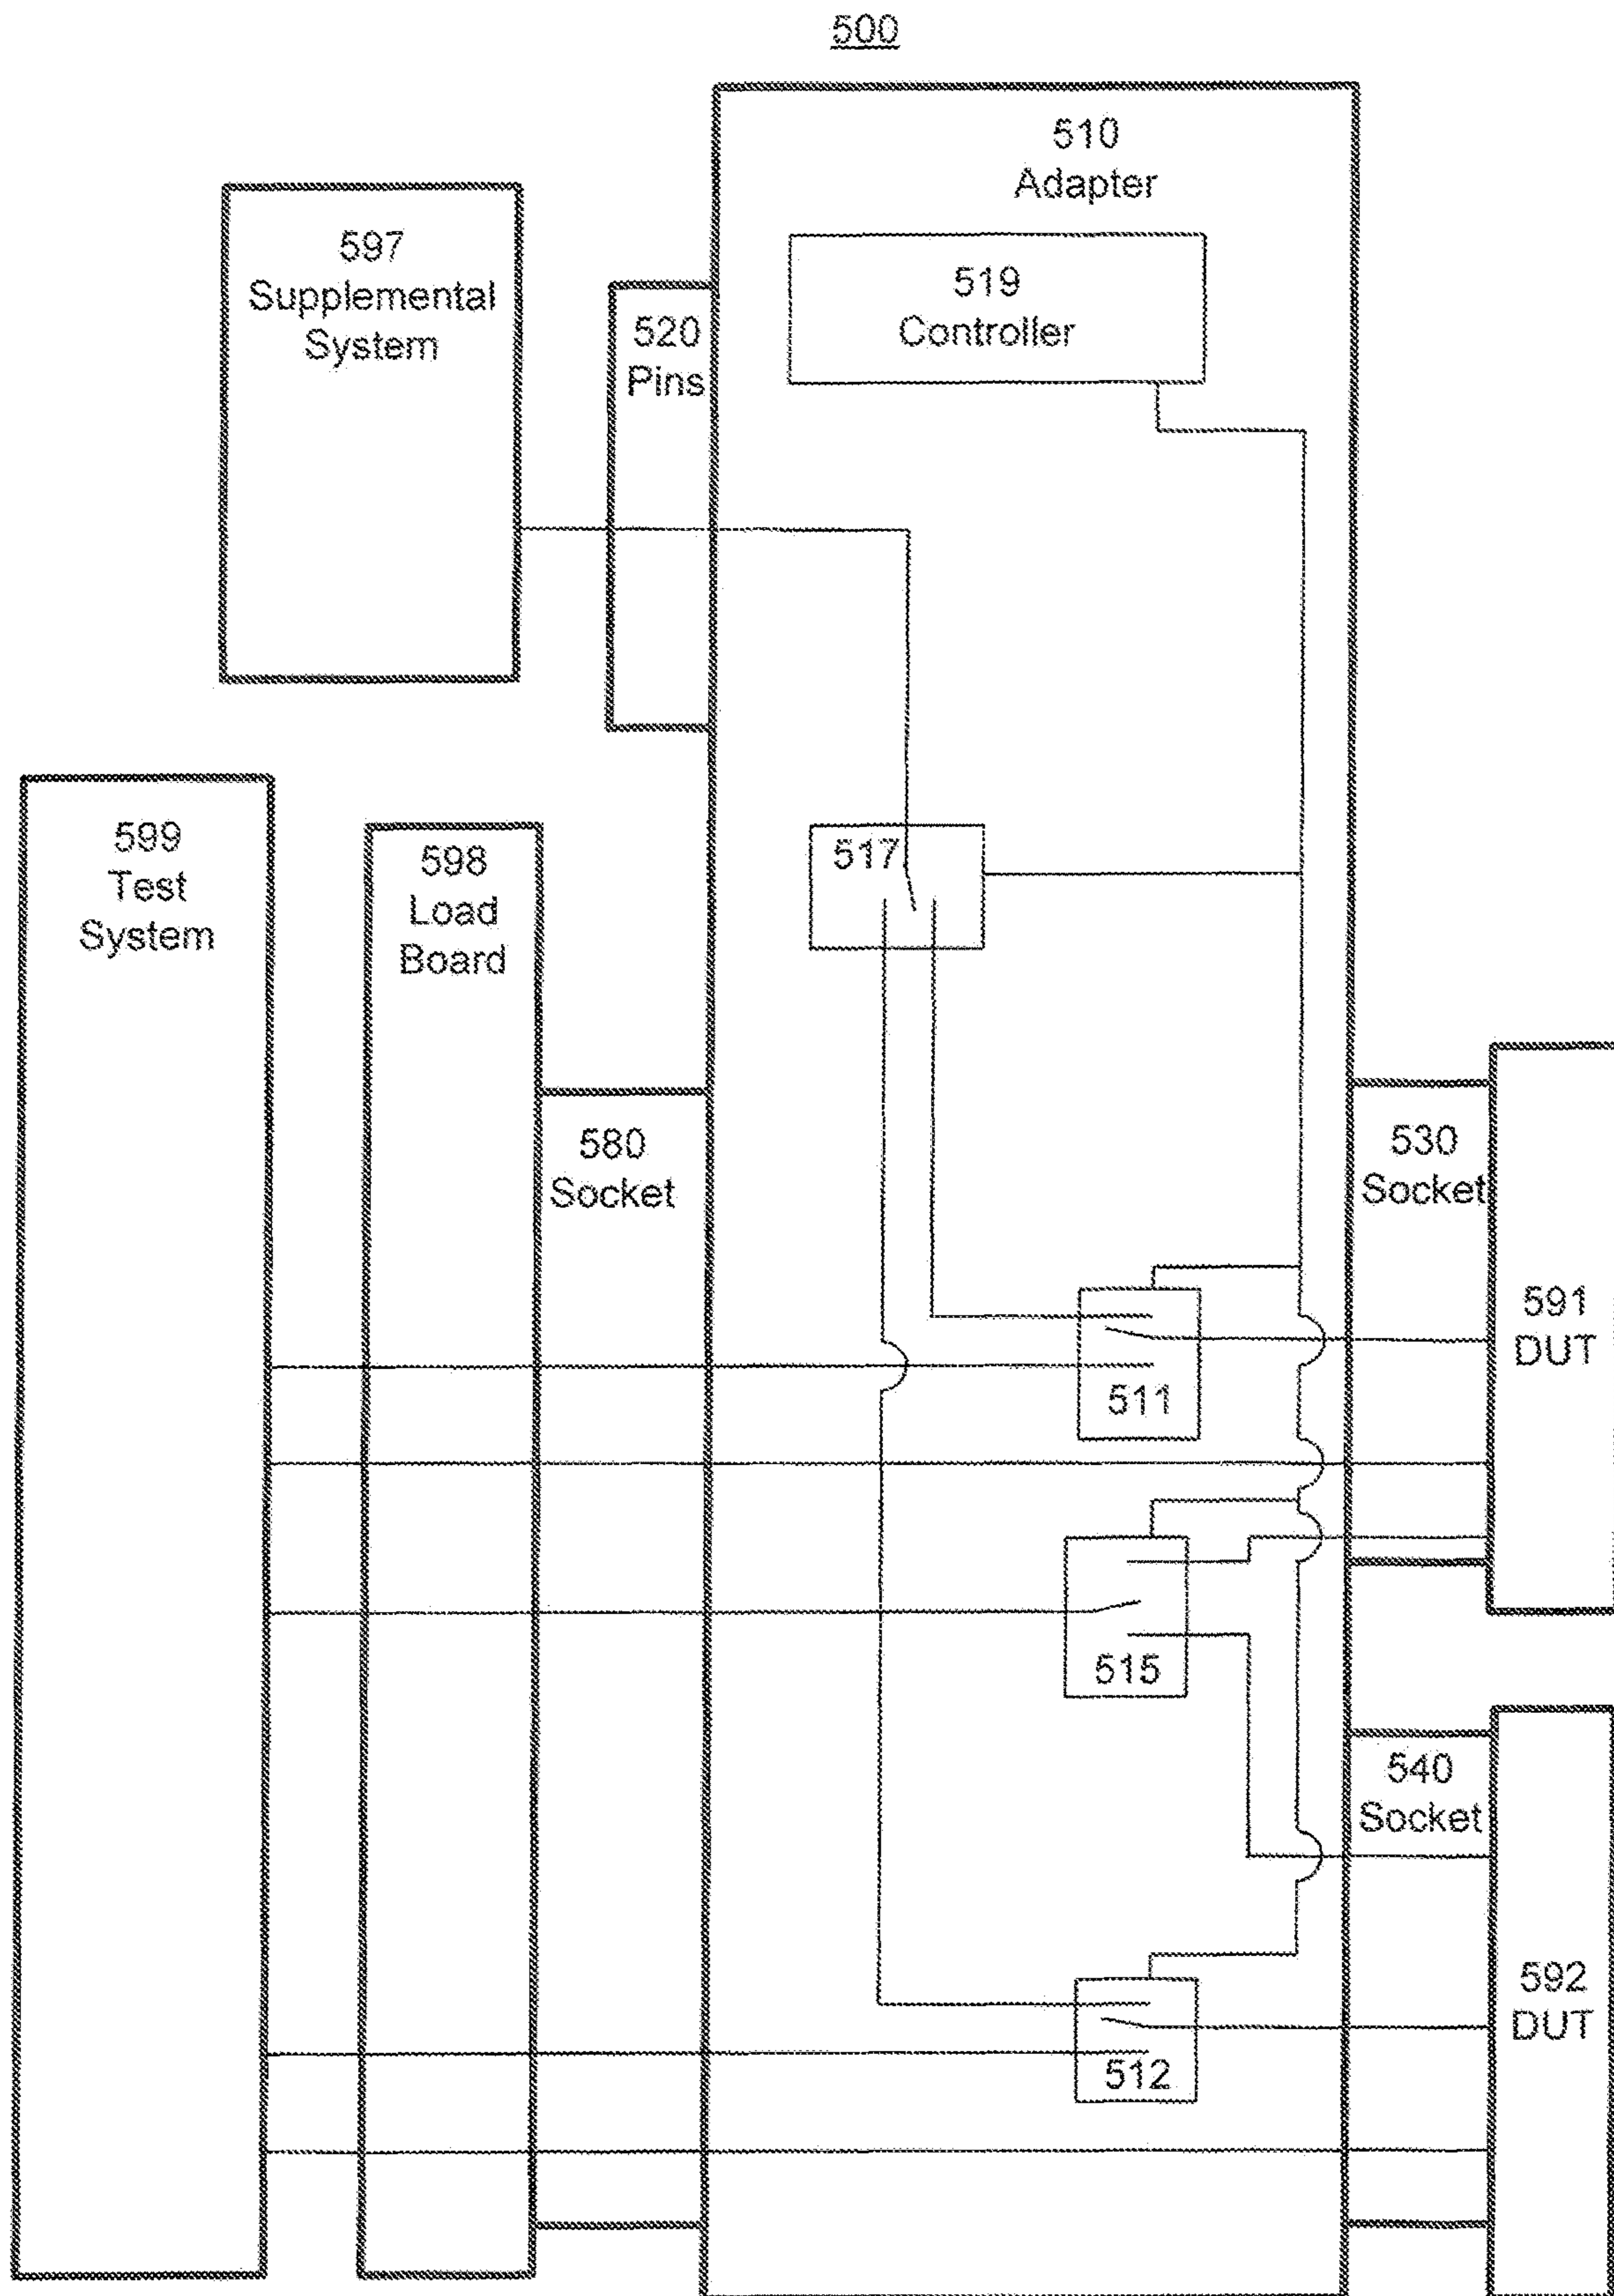 500
510
Adapter
597
Supplemental
System
519
Controller
520
Pins
599
Test
System
598
Load
Board
517
580
Socket
530
Socket
591
DUT
511
515
540
Socket
592
DUT
512